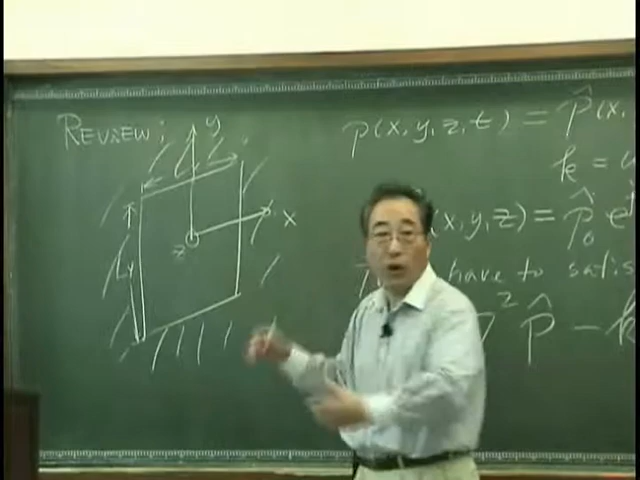 REVIEW:
y
x
z
Ly
P(x,y,z,t) = P̂(x,
k =
(x,y,z) = P̂₀ e
have to satis
² P̂ − k